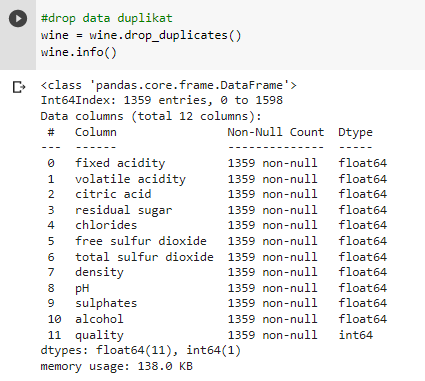 #drop data duplikat
wine = wine.drop_duplicates()
wine.info()
<class 'pandas.core.frame.DataFrame'>
Int64Index: 1359 entries, 0 to 1598
Data columns (total 12 columns):
 #   Column                Non-Null Count  Dtype
---  ------                --------------  -----
 0   fixed acidity         1359 non-null   float64
 1   volatile acidity      1359 non-null   float64
 2   citric acid           1359 non-null   float64
 3   residual sugar        1359 non-null   float64
 4   chlorides             1359 non-null   float64
 5   free sulfur dioxide   1359 non-null   float64
 6   total sulfur dioxide  1359 non-null   float64
 7   density               1359 non-null   float64
 8   pH                    1359 non-null   float64
 9   sulphates             1359 non-null   float64
 10  alcohol               1359 non-null   float64
 11  quality               1359 non-null   int64
dtypes: float64(11), int64(1)
memory usage: 138.0 KB